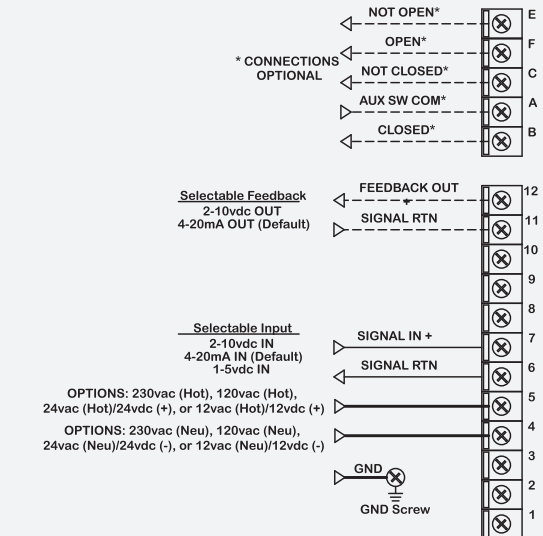 NOT OPEN*
E
OPEN*
F
* CONNECTIONS
OPTIONAL
NOT CLOSED*
C
AUX SW COM*
A
CLOSED*
B
Selectable Feedback
2-10vdc OUT
4-20mA OUT (Default)
FEEDBACK OUT
+
12
SIGNAL RTN
11
10
9
8
Selectable Input
2-10vdc IN
4-20mA IN (Default)
1-5vdc IN
SIGNAL IN +
7
SIGNAL RTN
6
OPTIONS: 230vac (Hot), 120vac (Hot),
24vac (Hot)/24vdc (+), or 12vac (Hot)/12vdc (+)
5
OPTIONS: 230vac (Neu), 120vac (Neu),
24vac (Neu)/24vdc (-), or 12vac (Neu)/12vdc (-)
4
3
GND
GND Screw
2
1